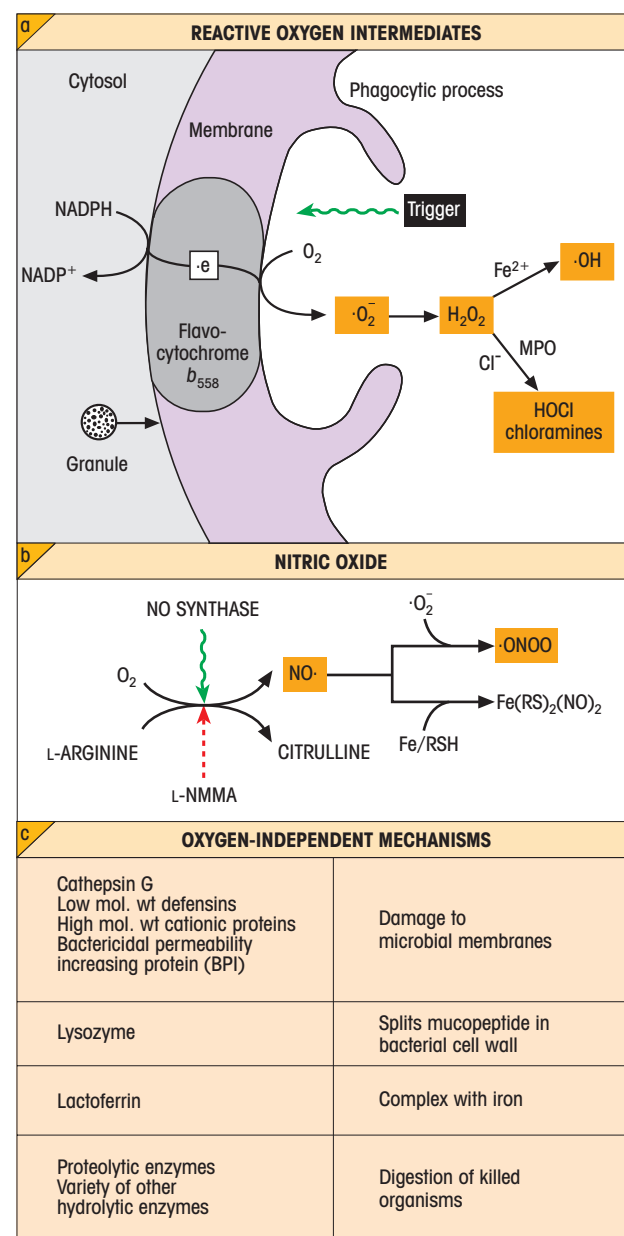 a
REACTIVE OXYGEN INTERMEDIATES
Cytosol
Phagocytic process
Membrane
NADPH
Trigger
O₂
·e
NADP⁺
Fe²⁺
·OH
·O₂⁻
H₂O₂
Flavo-
cytochrome
b₅₅₈
Cl⁻
MPO
HOCl
chloramines
Granule
b
NITRIC OXIDE
NO SYNTHASE
·O₂⁻
O₂
NO·
·ONOO
Fe(RS)₂(NO)₂
L-ARGININE
CITRULLINE
Fe/RSH
L-NMMA
c
OXYGEN-INDEPENDENT MECHANISMS
Cathepsin G
Low mol. wt defensins
High mol. wt cationic proteins
Bactericidal permeability
increasing protein (BPI)
Damage to
microbial membranes
Lysozyme
Splits mucopeptide in
bacterial cell wall
Lactoferrin
Complex with iron
Proteolytic enzymes
Variety of other
hydrolytic enzymes
Digestion of killed
organisms